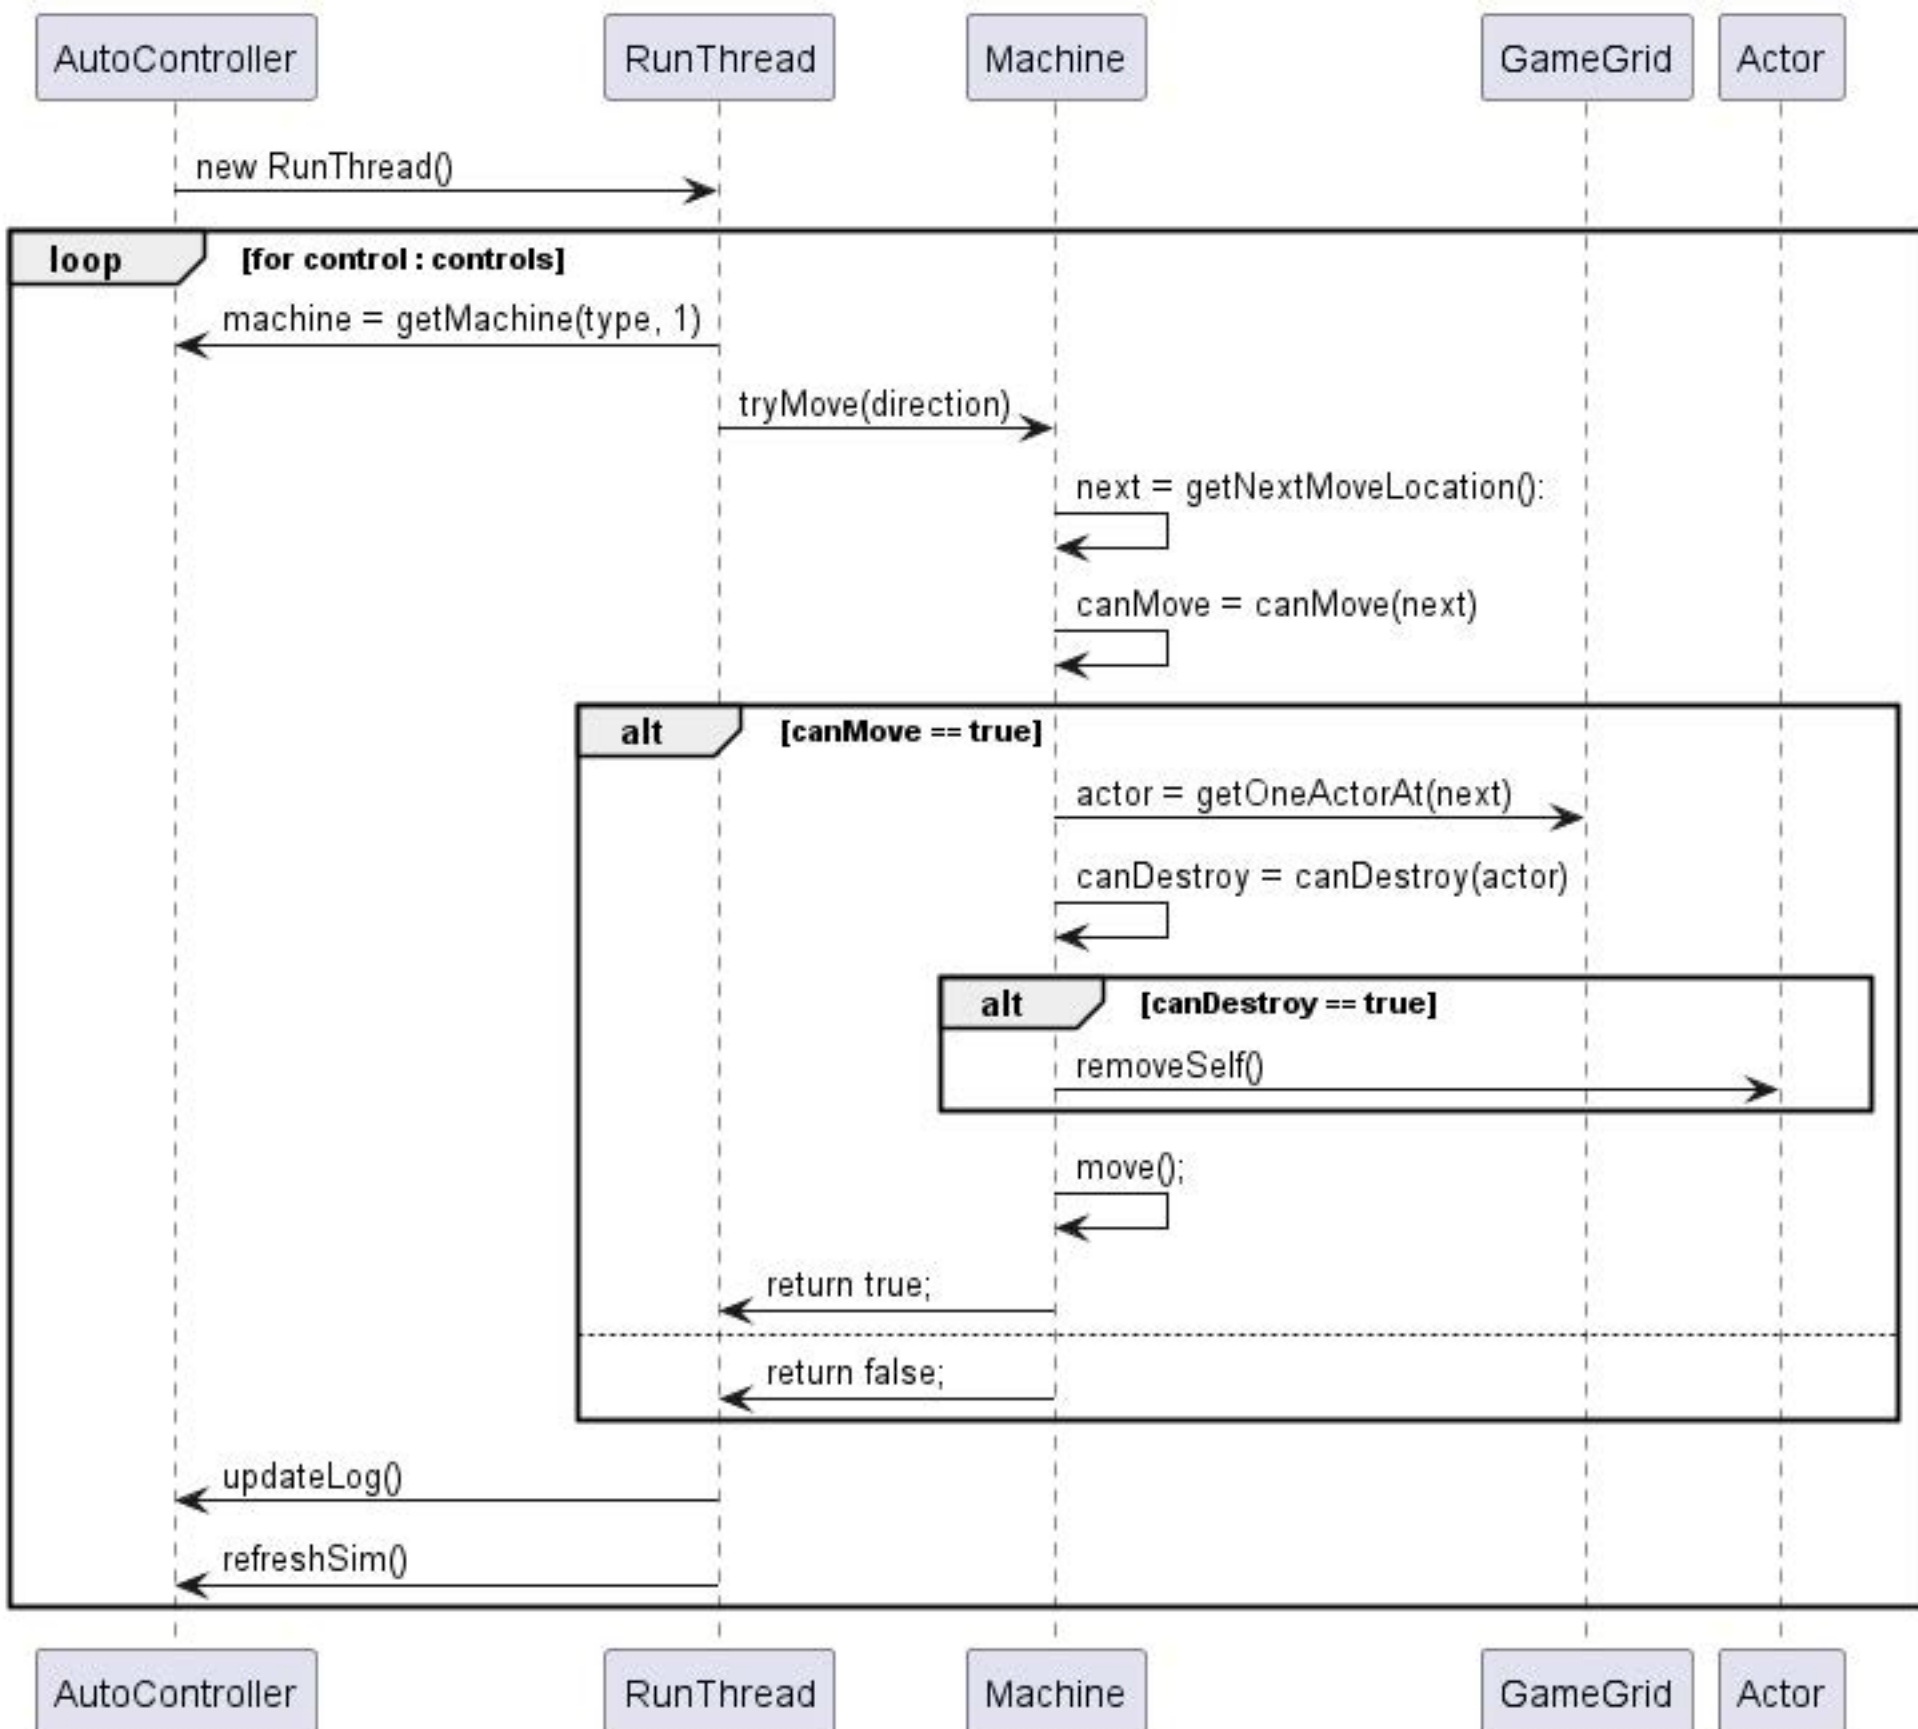 AutoController
RunThread
Machine
GameGrid
Actor
new RunThread()
loop
[for control : controls]
machine = getMachine(type, 1)
tryMove(direction)
next = getNextMoveLocation():
canMove = canMove(next)
alt
[canMove == true]
actor = getOneActorAt(next)
canDestroy = canDestroy(actor)
alt
[canDestroy == true]
removeSelf()
move();
return true;
return false;
updateLog()
refreshSim()
AutoController
RunThread
Machine
GameGrid
Actor